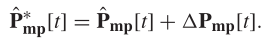 P̂*mp[t] = P̂mp[t] + ΔPmp[t].